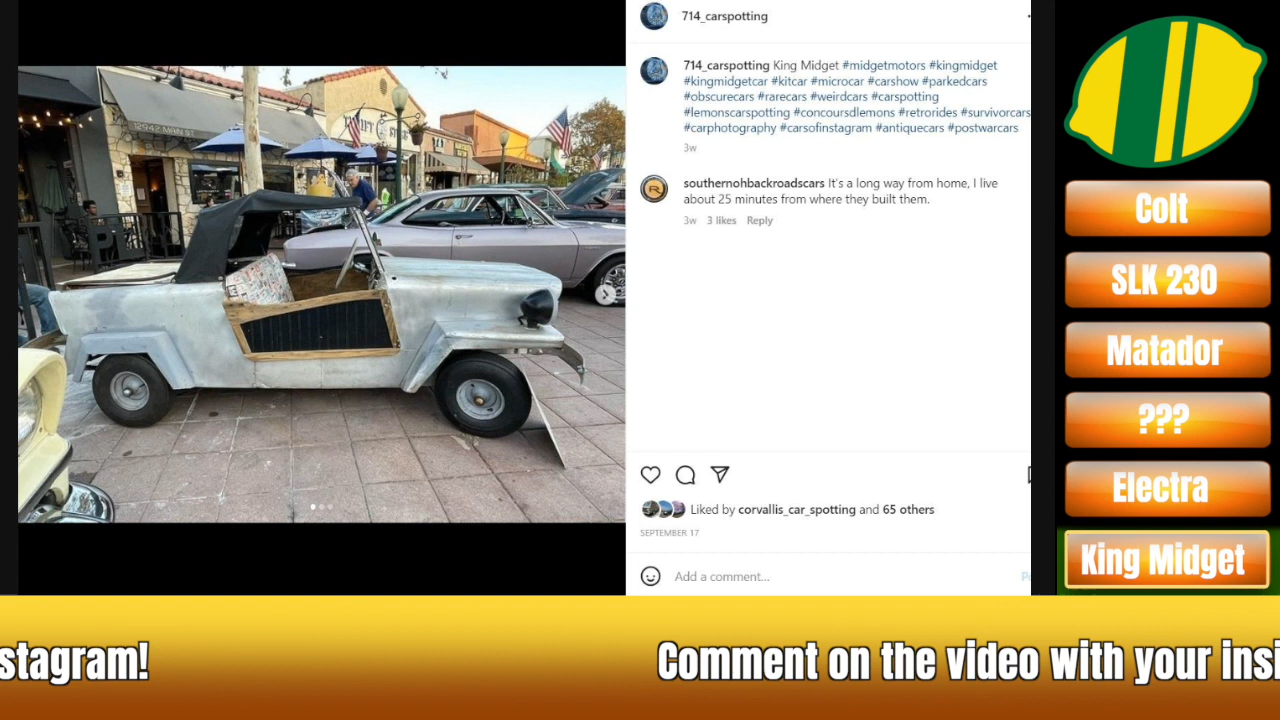 714_carspotting
714_carspotting King Midget #midgetmotors #kingmidget
#kingmidgetcar #kitcar #microcar #carshow #parkedcars
#obscurecars #rarecars #weirdcars #carspotting
#lemonscarspotting #concoursdlemons #retrorides #survivorcars
#carphotography #carsofinstagram #antiquecars #postwarcars
3w
southernohbackroadscars It's a long way from home, I live
about 25 minutes from where they built them.
3w 3 likes Reply
Liked by corvallis_car_spotting and 65 others
SEPTEMBER 17
Add a comment...
12942 MAIN ST
Colt
SLK 230
Matador
???
Electra
King Midget
stagram!
Comment on the video with your insi